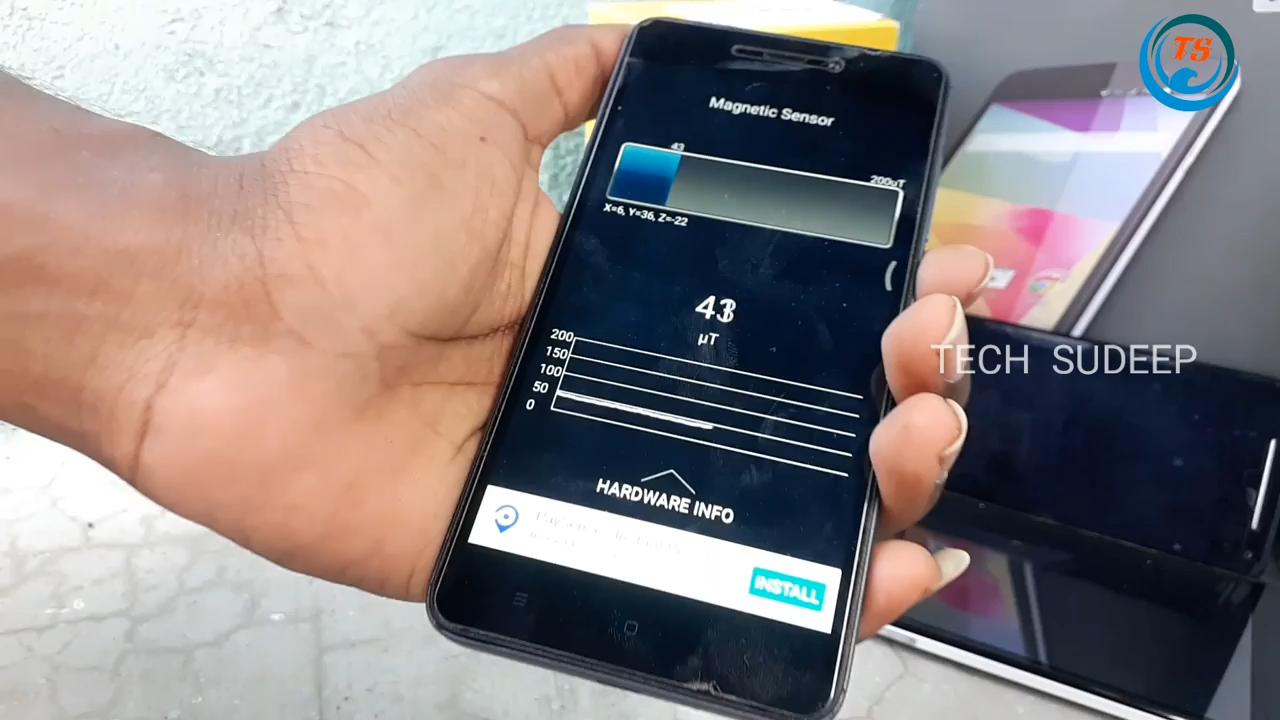 TS
Magnetic Sensor
43
200uT
X=6, Y=36, Z=-22
43
µT
200
150
100
50
0
TECH SUDEEP
HARDWARE INFO
INSTALL